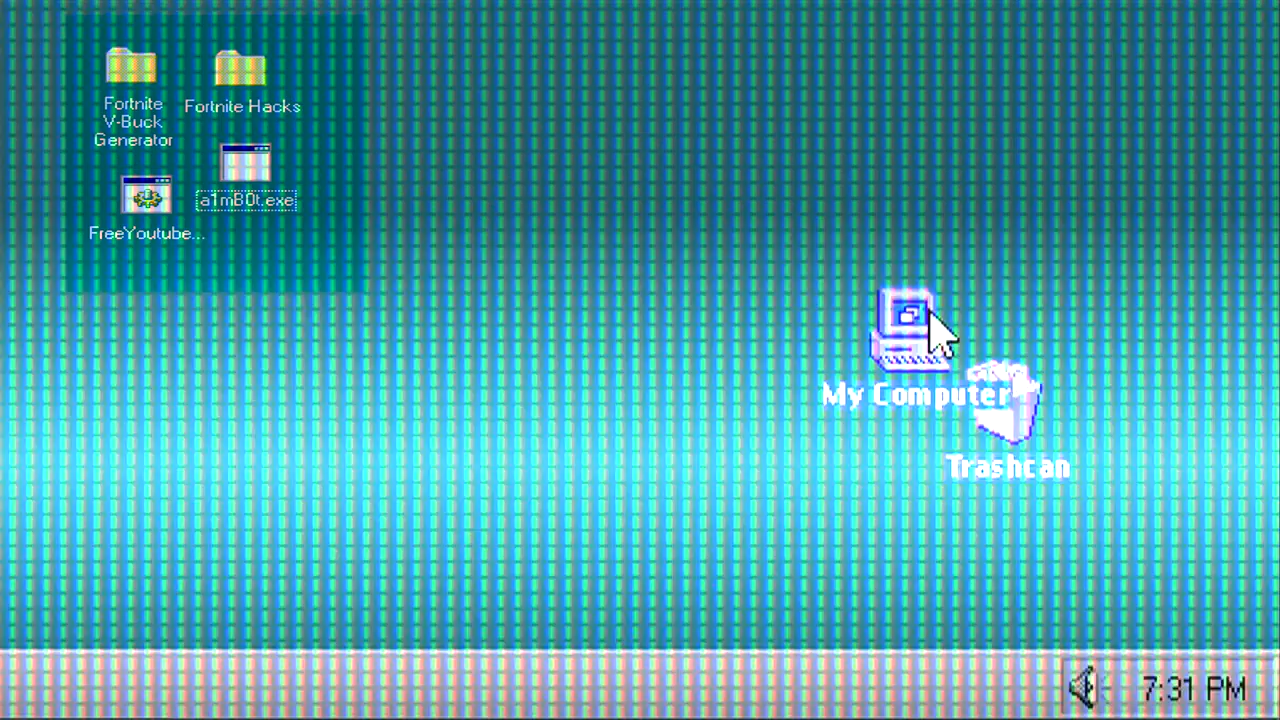 Fortnite
V-Buck
Generator
Fortnite Hacks
a1mB0t.exe
FreeYoutube...
My Computer
Trashcan
7:31 PM